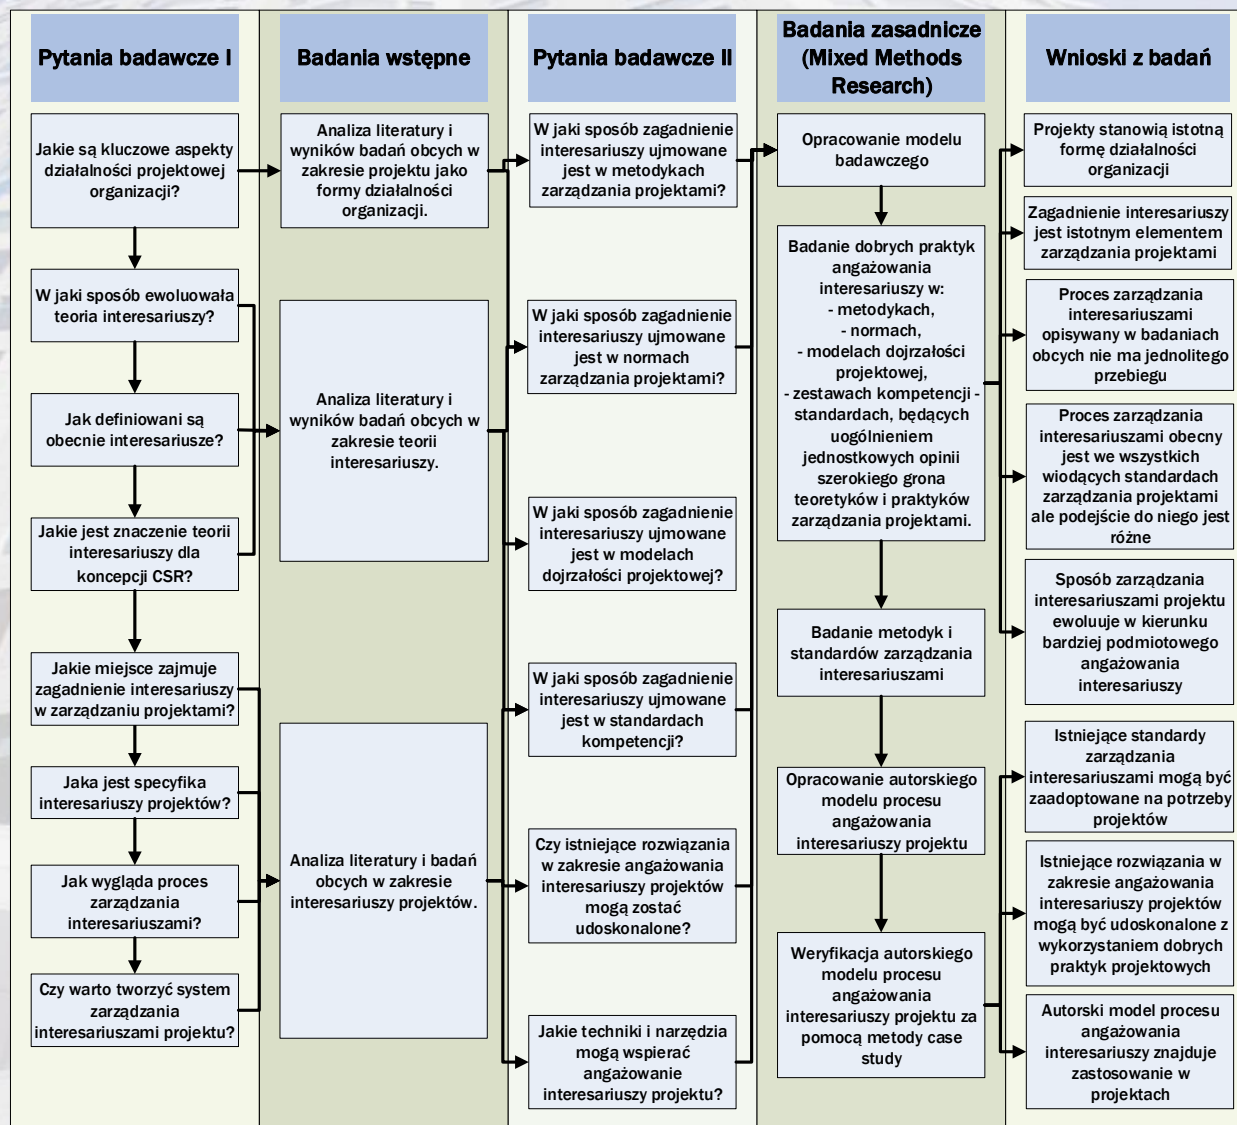 Pytania badawcze I
Jakie są kluczowe aspekty
działalności projektowej
organizacji?
W jaki sposób ewoluowała
teoria interesariuszy?
Jak definiowani są
obecnie interesariusze?
Jakie jest znaczenie teorii
interesariuszy dla
koncepcji CSR?
Jakie miejsce zajmuje
zagadnienie interesariuszy
w zarządzaniu projektami?
Jaka jest specyfika
interesariuszy projektów?
Jak wygląda proces
zarządzania
interesariuszami?
Czy warto tworzyć system
zarządzania
interesariuszami projektu?
Badania wstępne
Analiza literatury i
wyników badań obcych w
zakresie projektu jako
formy działalności
organizacji.
Analiza literatury i
wyników badań obcych w
zakresie teorii
interesariuszy.
Analiza literatury i badań
obcych w zakresie
interesariuszy projektów.
Pytania badawcze II
W jaki sposób zagadnienie
interesariuszy ujmowane
jest w metodykach
zarządzania projektami?
W jaki sposób zagadnienie
interesariuszy ujmowane
jest w normach
zarządzania projektami?
W jaki sposób zagadnienie
interesariuszy ujmowane
jest w modelach
dojrzałości projektowej?
W jaki sposób zagadnienie
interesariuszy ujmowane
jest w standardach
kompetencji?
Czy istniejące rozwiązania
w zakresie angażowania
interesariuszy projektów
mogą zostać
udoskonalone?
Jakie techniki i narzędzia
mogą wspierać
angażowanie
interesariuszy projektu?
Badania zasadnicze
(Mixed Methods
Research)
Opracowanie modelu
badawczego
Badanie dobrych praktyk
angażowania
interesariuszy w:
- metodykach,
- normach,
- modelach dojrzałości
projektowej,
- zestawach kompetencji -
standardach, będących
uogólnieniem
jednostkowych opinii
szerokiego grona
teoretyków i praktyków
zarządzania projektami.
Badanie metodyk i
standardów zarządzania
interesariuszami
Opracowanie autorskiego
modelu procesu
angażowania
interesariuszy projektu
Weryfikacja autorskiego
modelu procesu
angażowania
interesariuszy projektu za
pomocą metody case
study
Wnioski z badań
Projekty stanowią istotną
formę działalności
organizacji
Zagadnienie interesariuszy
jest istotnym elementem
zarządzania projektami
Proces zarządzania
interesariuszami
opisywany w badaniach
obcych nie ma jednolitego
przebiegu
Proces zarządzania
interesariuszami obecny
jest we wszystkich
wiodących standardach
zarządzania projektami
ale podejście do niego jest
różne
Sposób zarządzania
interesariuszami projektu
ewoluuje w kierunku
bardziej podmiotowego
angażowania
interesariuszy
Istniejące standardy
zarządzania
interesariuszami mogą być
zaadoptowane na potrzeby
projektów
Istniejące rozwiązania w
zakresie angażowania
interesariuszy projektów
mogą być udoskonalone z
wykorzystaniem dobrych
praktyk projektowych
Autorski model procesu
angażowania
interesariuszy znajduje
zastosowanie w
projektach